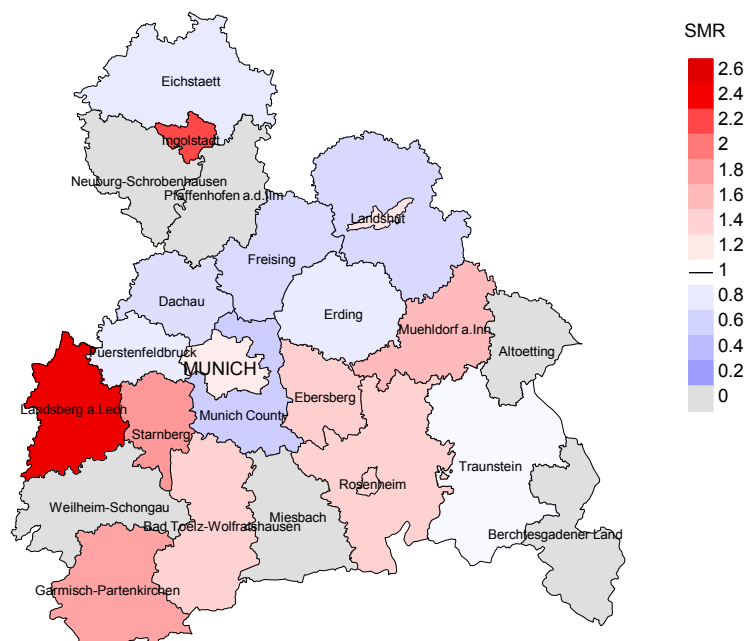 SMR
2.6
2.4
2.2
2
1.8
1.6
1.4
1.2
1
0.8
0.6
0.4
0.2
0
Eichstaett
Ingolstadt
Neuburg-Schrobenhausen
Pfaffenhofen a.d.Ilm
Landshut
Freising
Dachau
Erding
Muehldorf a.Inn
Fuerstenfeldbruck
Altoetting
MUNICH
Ebersberg
Landsberg a.Lech
Munich County
Starnberg
Traunstein
Rosenheim
Weilheim-Schongau
Miesbach
Bad Toelz-Wolfratshausen
Berchtesgadener Land
Garmisch-Partenkirchen